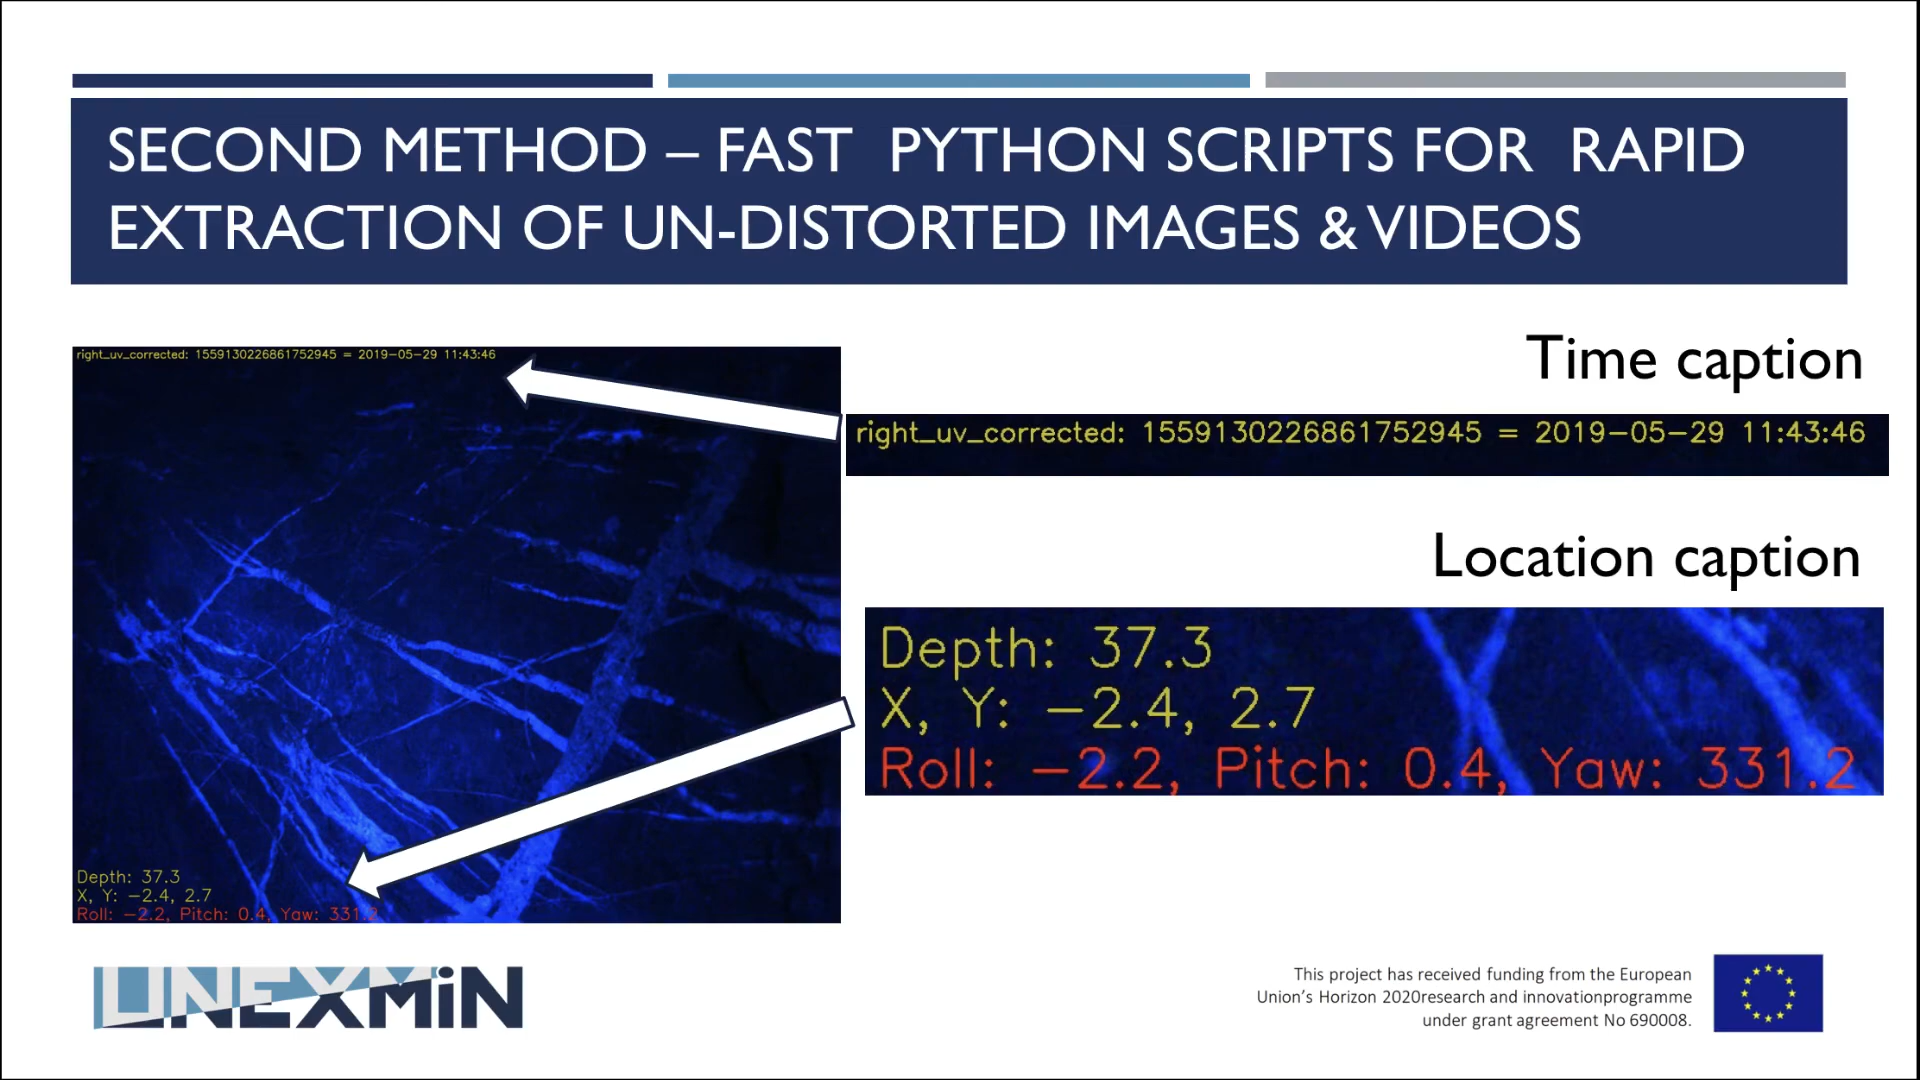 SECOND METHOD – FAST PYTHON SCRIPTS FOR RAPID
EXTRACTION OF UN-DISTORTED IMAGES & VIDEOS
right_uv_corrected: 1559130226861752945 = 2019-05-29 11:43:46
Depth: 37.3
X, Y: -2.4, 2.7
Roll: -2.2, Pitch: 0.4, Yaw: 331.2
Time caption
right_uv_corrected: 1559130226861752945 = 2019-05-29 11:43:46
Location caption
Depth: 37.3
X, Y: -2.4, 2.7
Roll: -2.2, Pitch: 0.4, Yaw: 331.2
UNEXMiN
This project has received funding from the European
Union's Horizon 2020research and innovationprogramme
under grant agreement No 690008.